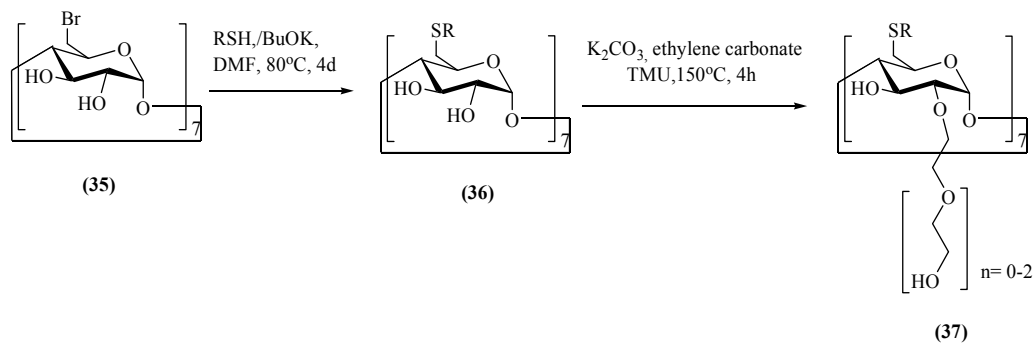 Br
O
HO
HO
O
7
(35)
RSH,/BuOK,
DMF, 80°C, 4d
SR
O
HO
HO
O
7
(36)
K2CO3, ethylene carbonate
TMU,150°C, 4h
SR
O
HO
O
O
7
O
HO
n= 0-2
(37)